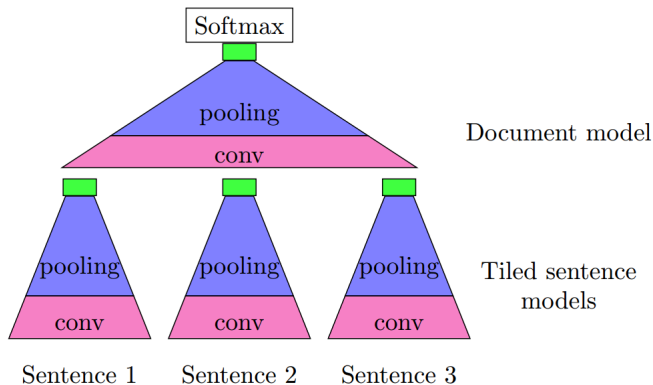 Softmax
pooling
conv
Document model
pooling
pooling
pooling
conv
conv
conv
Tiled sentence
models
Sentence 1
Sentence 2
Sentence 3